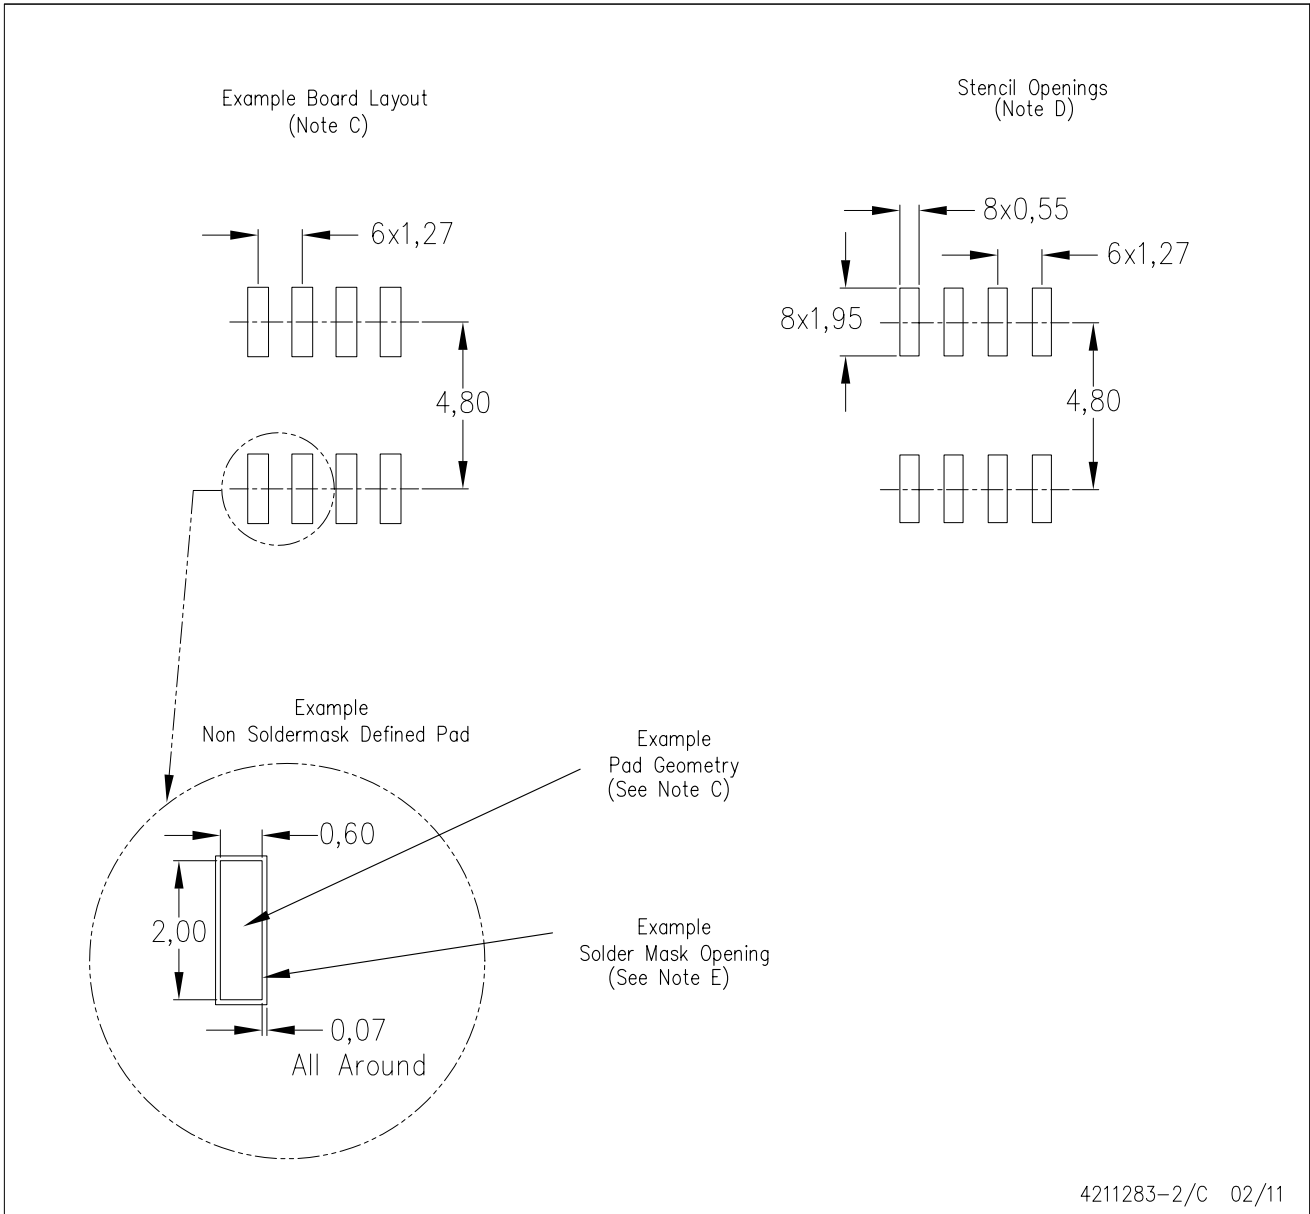 Example Board Layout
(Note C)
Stencil Openings
(Note D)
6x1,27
4,80
8x0,55
6x1,27
8x1,95
4,80
Example
Non Soldermask Defined Pad
Example
Pad Geometry
(See Note C)
0,60
2,00
Example
Solder Mask Opening
(See Note E)
0,07
All Around
4211283-2/C 02/11